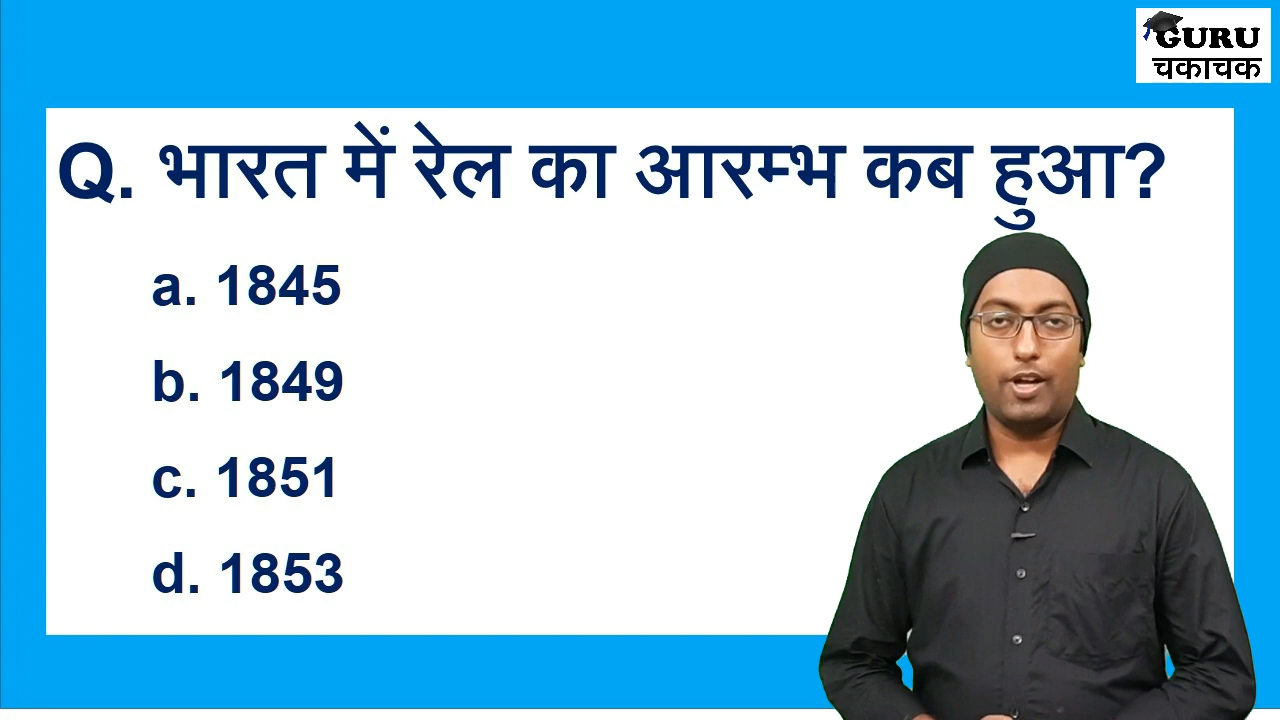 GURU
चकाचक
Q. भारत में रेल का आरम्भ कब हुआ?
a. 1845
b. 1849
c. 1851
d. 1853